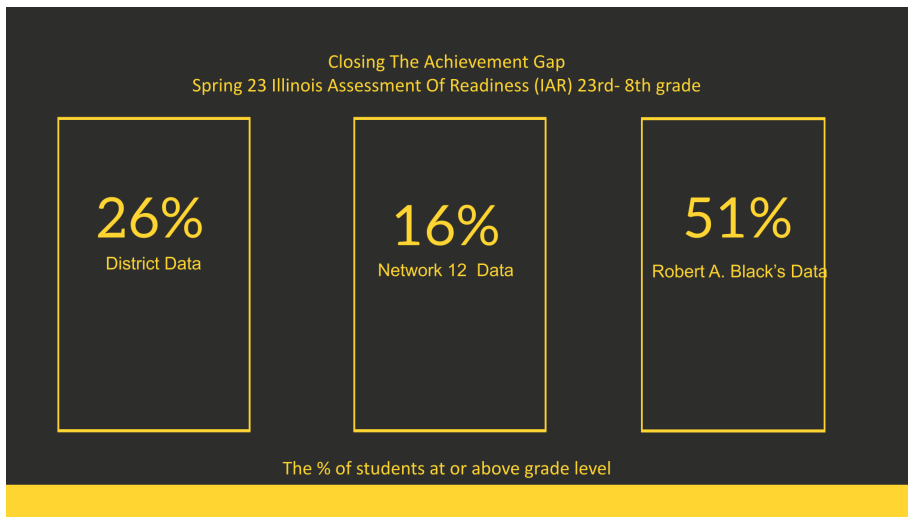 Closing The Achievement Gap
Spring 23 Illinois Assessment Of Readiness (IAR) 23rd- 8th grade
26%
District Data
16%
Network 12  Data
51%
Robert A. Black's Data
The % of students at or above grade level